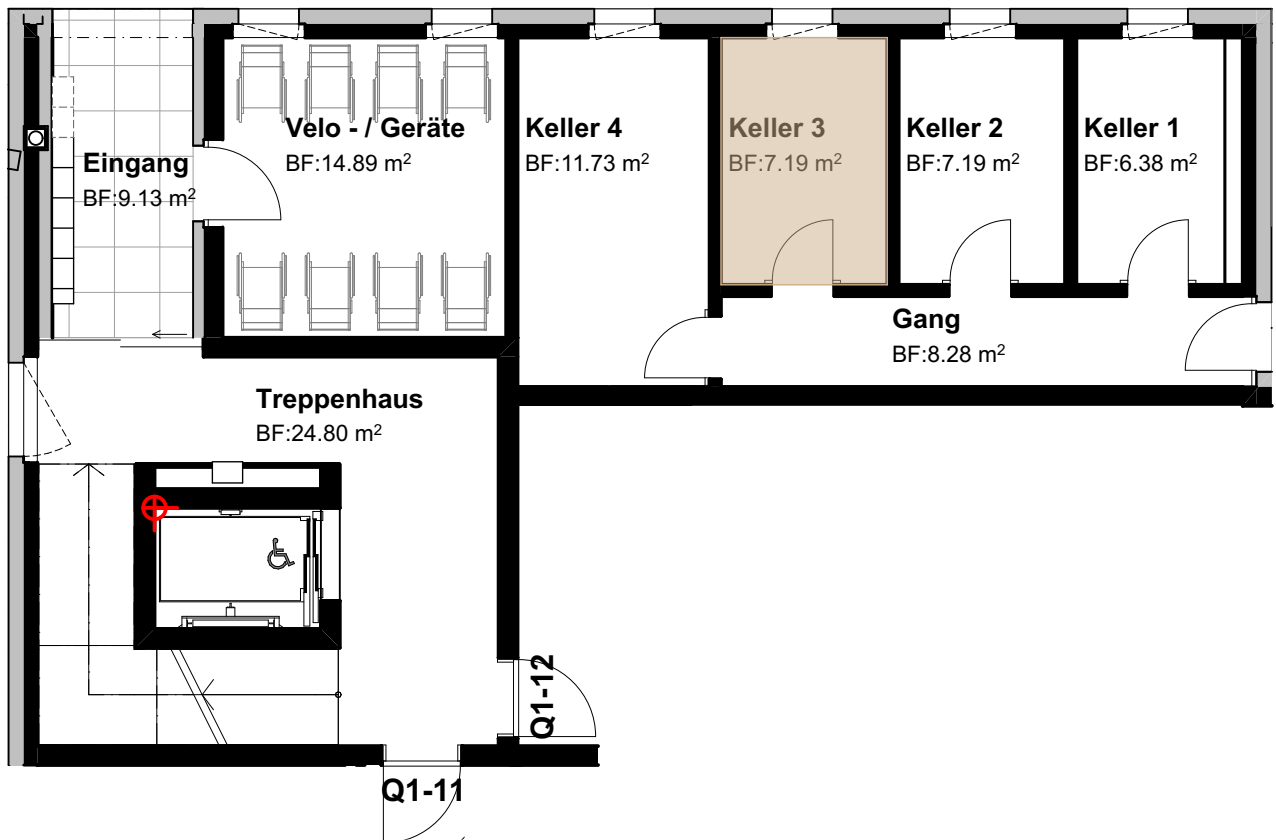 Eingang
BF:9.13 m²
Velo - / Geräte
BF:14.89 m²
Keller 4
BF:11.73 m²
Keller 3
BF:7.19 m²
Keller 2
BF:7.19 m²
Keller 1
BF:6.38 m²
Gang
BF:8.28 m²
Treppenhaus
BF:24.80 m²
Q1-12
Q1-11